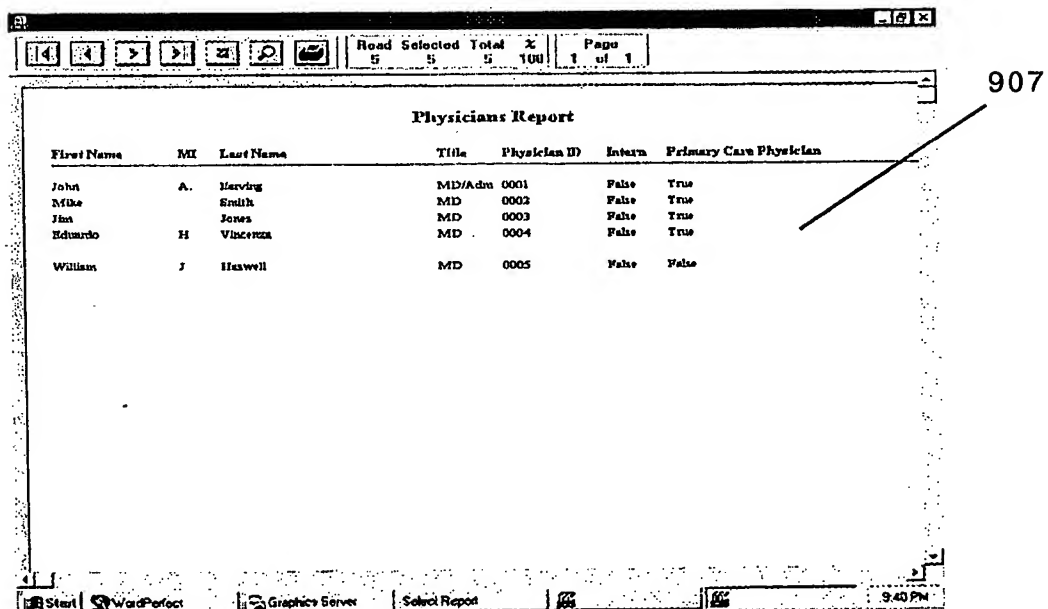 Read Selected Total % Page
5 5 5 100 1 of 1
907
Physicians Report
First Name MI Last Name Title Physician ID Intern Primary Care Physician
John A. MD/Adm 0001 False True
Mike Smith MD 0002 False True
Jim Jones MD 0003 False True
Eduardo H Vincenza MD 0004 False True
William J MD 0005 False False
Start WordPerfect Graphics Server Select Report 9:40 PM